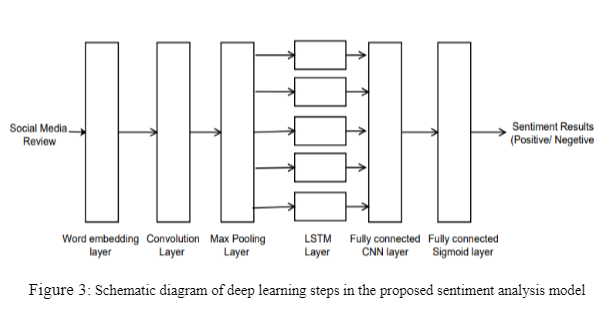 Social Media
Review
Sentiment Results
(Positive/ Negetive
Word embedding
layer
Convolution
Layer
Max Pooling
Layer
LSTM
Layer
Fully connected
CNN layer
Fully connected
Sigmoid layer
Figure 3: Schematic diagram of deep learning steps in the proposed sentiment analysis model